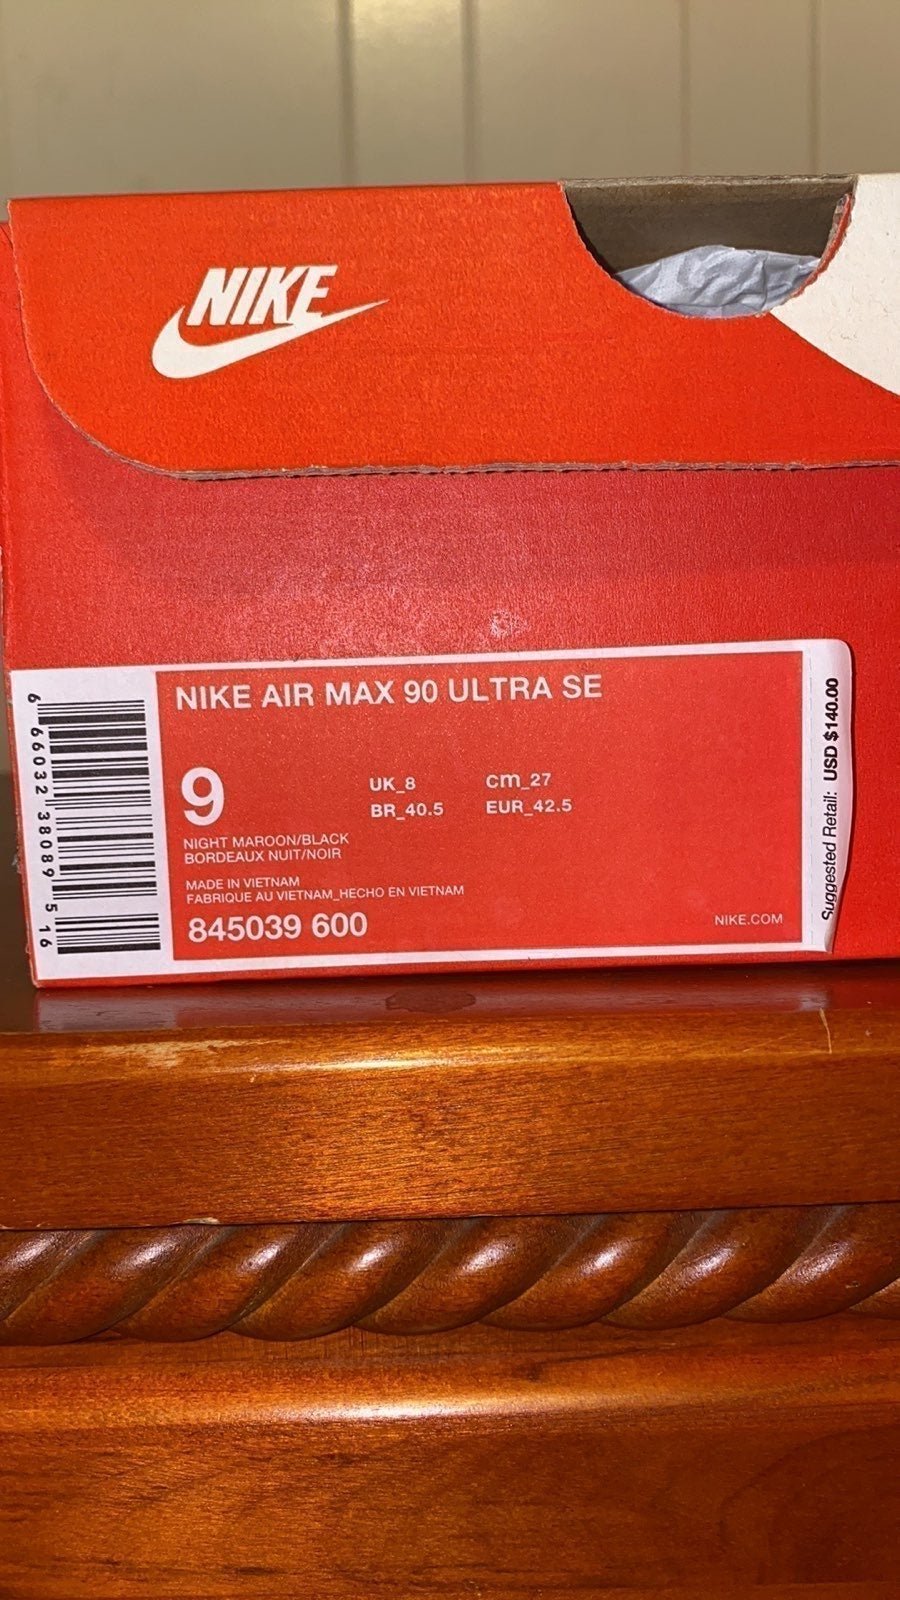 NIKE
NIKE AIR MAX 90 ULTRA SE
9
UK_8
cm_27
BR_40.5
EUR_42.5
NIGHT MAROON/BLACK
BORDEAUX NUIT/NOIR
MADE IN VIETNAM
FABRIQUE AU VIETNAM_HECHO EN VIETNAM
845039 600
NIKE.COM
6 66032 38089 5 16
Suggested Retail: USD $140.00